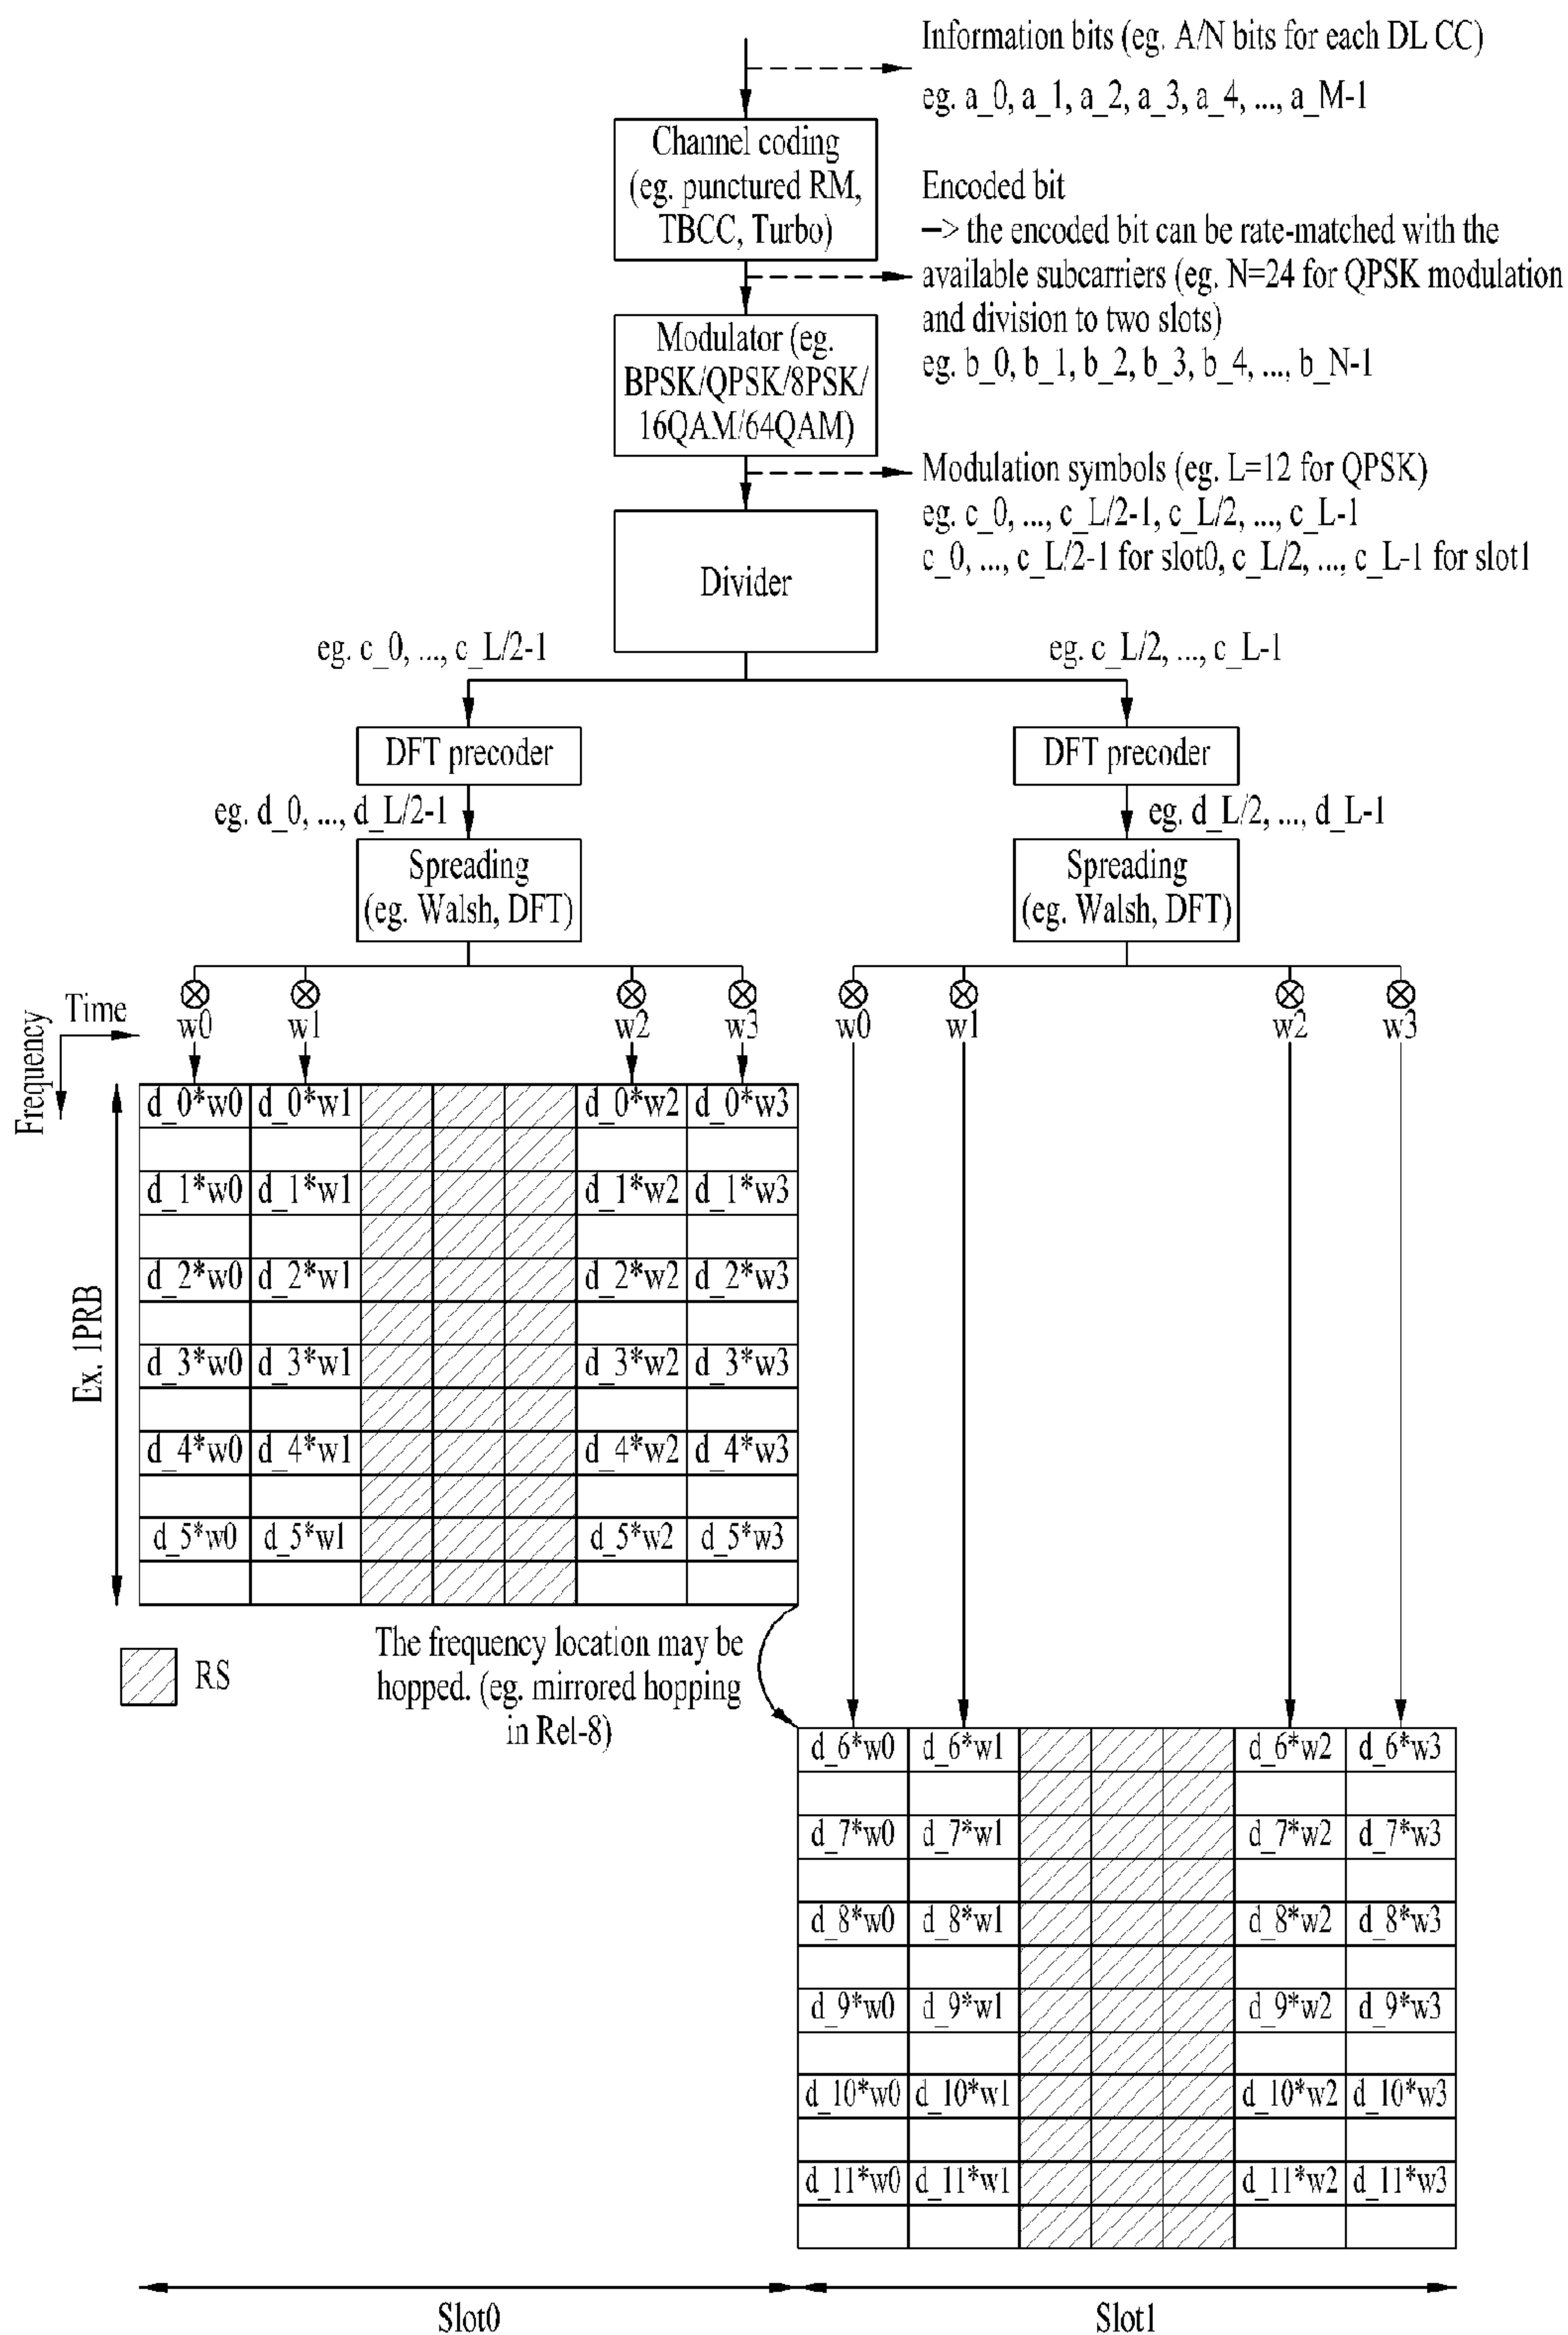 Information bits (eg. A/N bits for each DL CC)
eg. a_0, a_1, a_2, a_3, a_4, ..., a_M-1
Channel coding
(eg. punctured RM,
TBCC, Turbo)
Encoded bit
—> the encoded bit can be rate-matched with the
available subcarriers (eg. N=24 for QPSK modulation
and division to two slots)
eg. b_0, b_1, b_2, b_3, b_4, ..., b_N-1
Modulator (eg.
BPSK/QPSK/8PSK/
16QAM/64QAM)
Modulation symbols (eg. L=12 for QPSK)
eg. c_0, ..., c_L/2-1, c_L/2, ..., c_L-1
c_0, ..., c_L/2-1 for slot0, c_L/2, ..., c_L-1 for slot1
Divider
eg. c_0, ..., c_L/2-1
eg. c_L/2, ..., c_L-1
DFT precoder
DFT precoder
eg. d_0, ..., d_L/2-1
eg. d_L/2, ..., d_L-1
Spreading
(eg. Walsh, DFT)
Spreading
(eg. Walsh, DFT)
Time
Frequency
w0 w1 w2 w3
w0 w1 w2 w3
d_0*w0 d_0*w1 d_0*w2 d_0*w3
d_1*w0 d_1*w1 d_1*w2 d_1*w3
d_2*w0 d_2*w1 d_2*w2 d_2*w3
d_3*w0 d_3*w1 d_3*w2 d_3*w3
d_4*w0 d_4*w1 d_4*w2 d_4*w3
d_5*w0 d_5*w1 d_5*w2 d_5*w3
Ex. 1PRB
RS
The frequency location may be
hopped. (eg. mirrored hopping
in Rel-8)
d_6*w0 d_6*w1 d_6*w2 d_6*w3
d_7*w0 d_7*w1 d_7*w2 d_7*w3
d_8*w0 d_8*w1 d_8*w2 d_8*w3
d_9*w0 d_9*w1 d_9*w2 d_9*w3
d_10*w0 d_10*w1 d_10*w2 d_10*w3
d_11*w0 d_11*w1 d_11*w2 d_11*w3
Slot0
Slot1